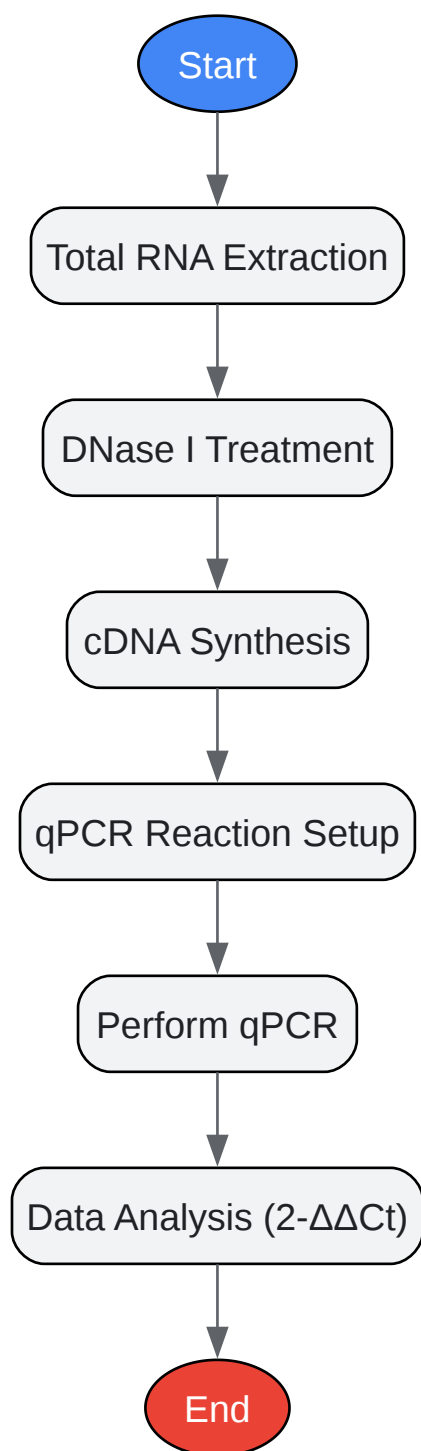 Start
Total RNA Extraction
DNase I Treatment
cDNA Synthesis
qPCR Reaction Setup
Perform qPCR
Data Analysis (2-ΔΔCt)
End